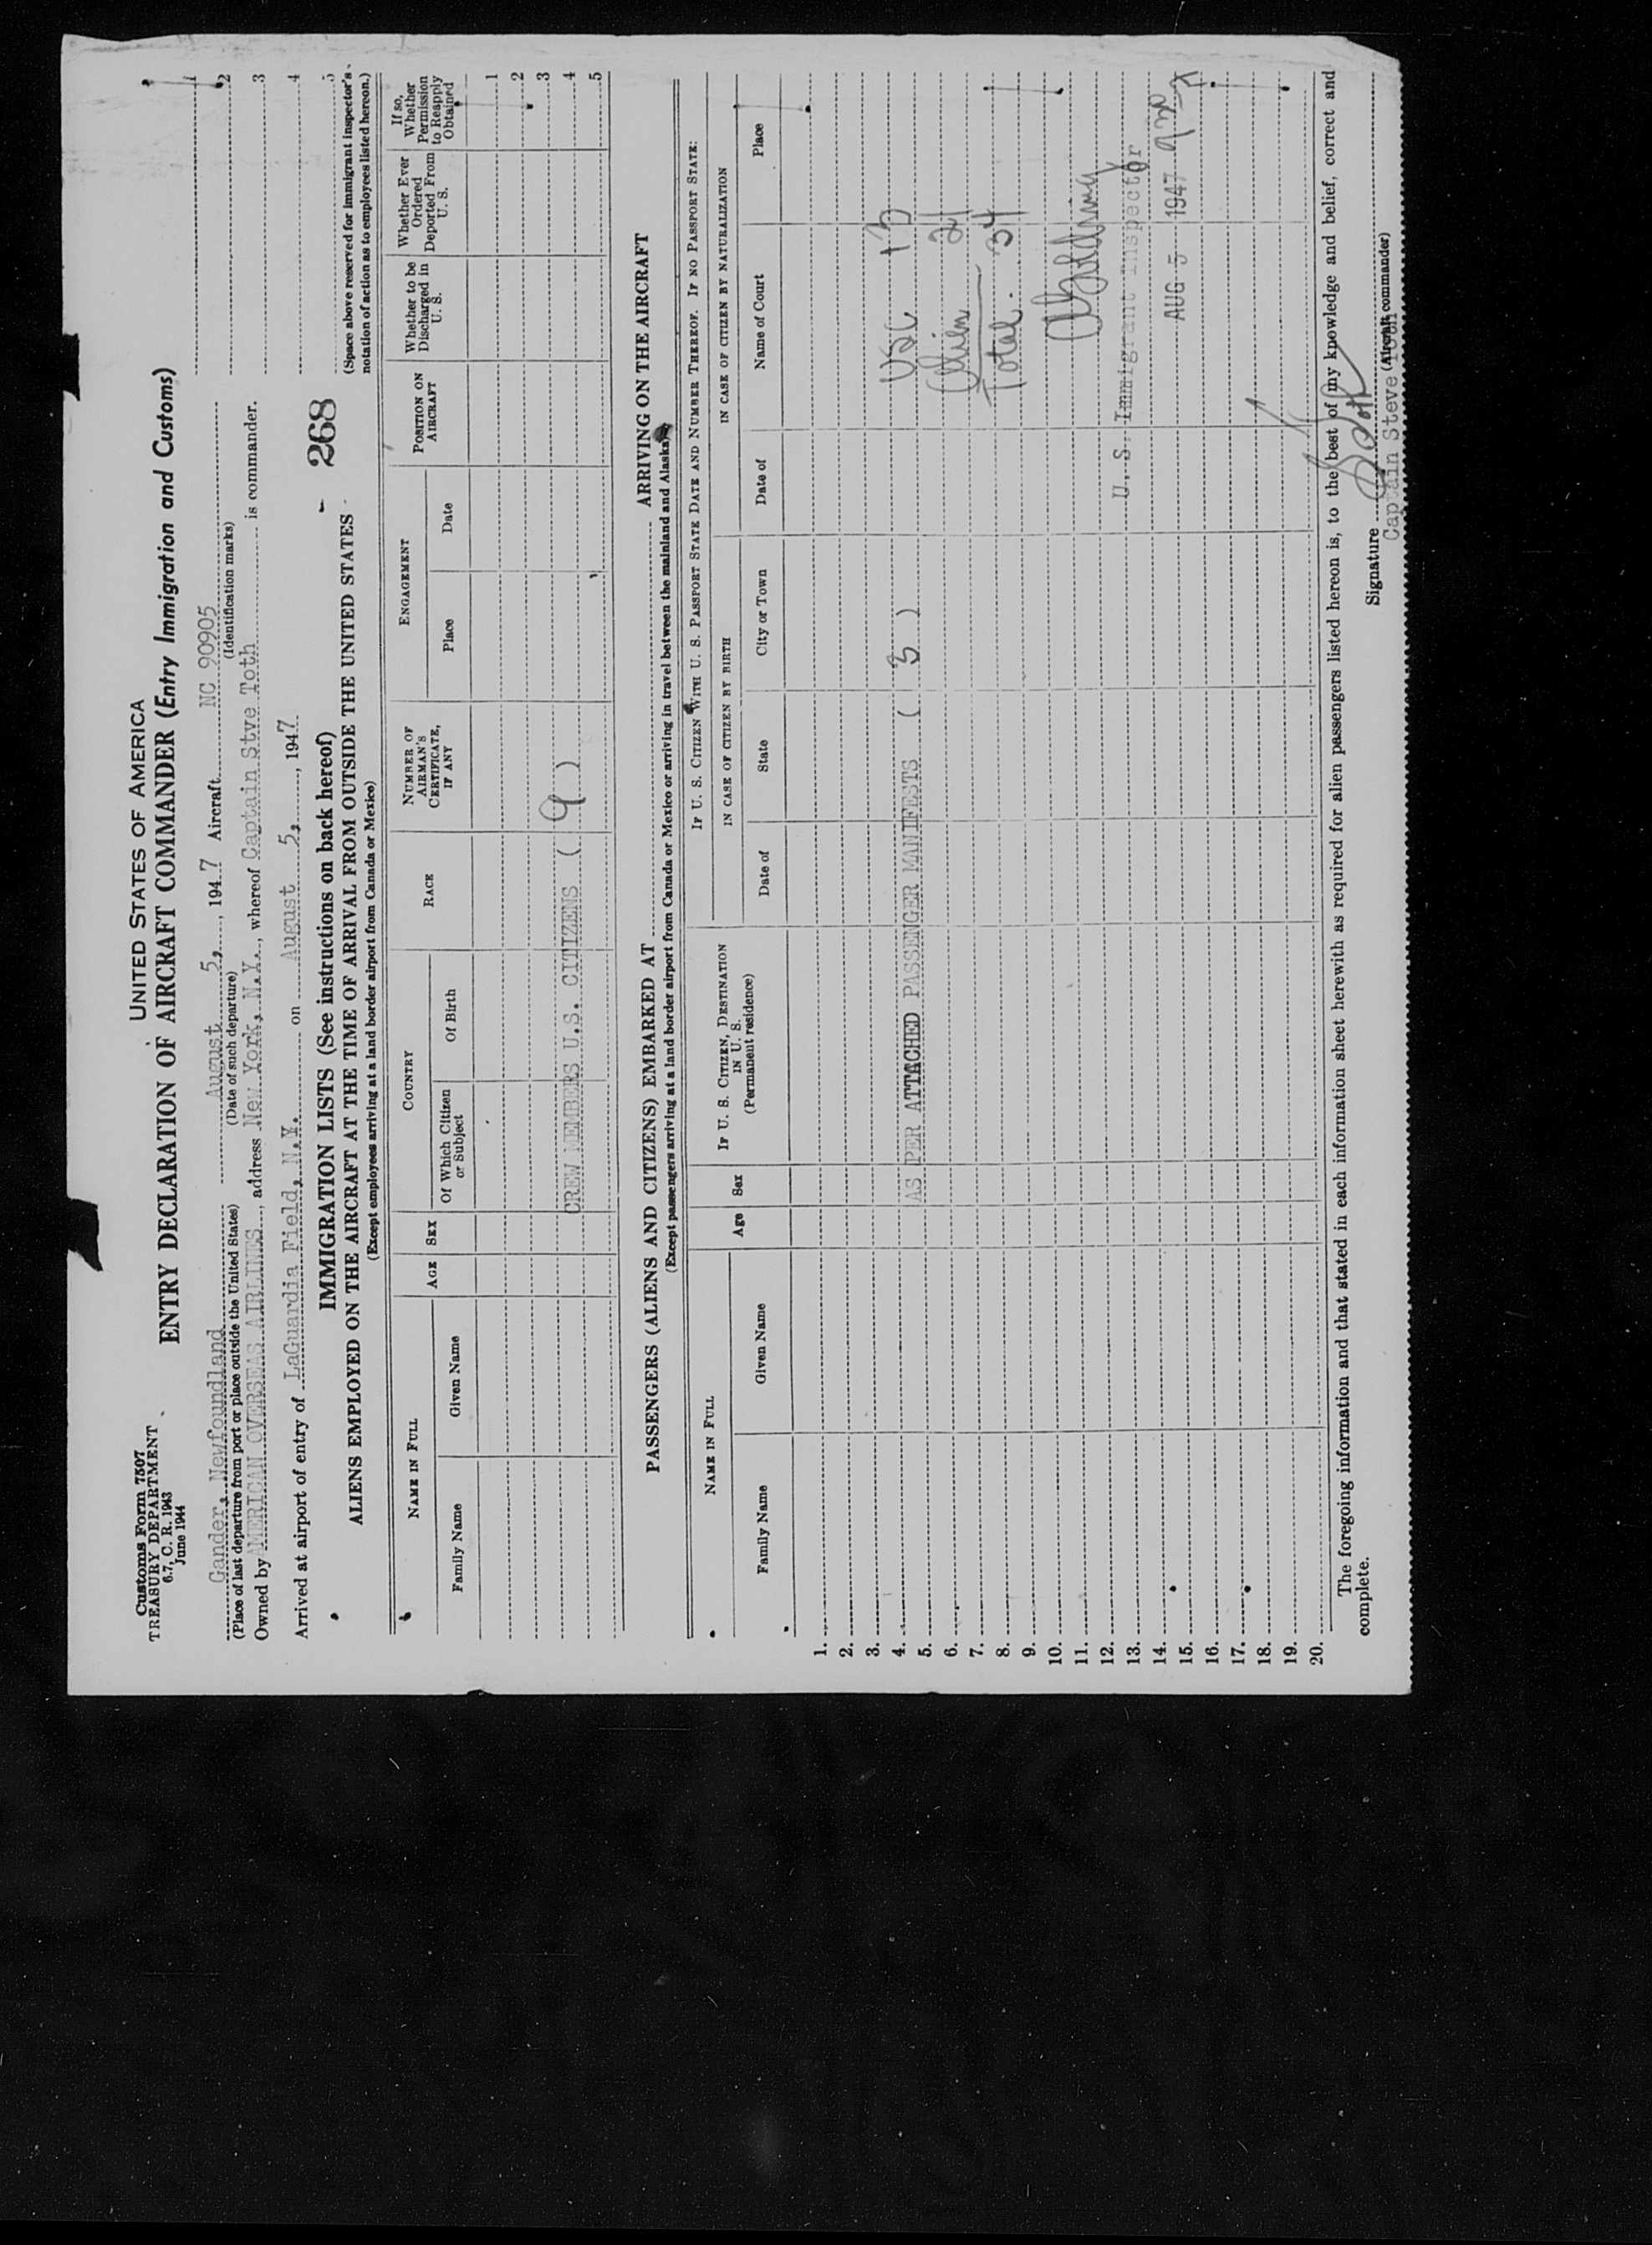 Customs Form 7507
TREASURY DEPARTMENT
6.7, C. R. 1943
June 1944
UNITED STATES OF AMERICA
ENTRY DECLARATION OF AIRCRAFT COMMANDER (Entry Immigration and Customs)
Gander, Newfoundland August 5, , 1947 Aircraft NC 90905
(Place of last departure from port or place outside the United States) (Date of such departure) (Identification marks)
Owned by AMERICAN OVERSEAS AIRLINES , address New York, N.Y. , whereof Captain Stve Toth is commander.
Arrived at airport of entry of LaGuardia Field, N.Y. on August 5, , 1947
1
2
3
4
5
(Space above reserved for immigrant inspector's
notation of action as to employees listed hereon.)
268
IMMIGRATION LISTS (See instructions on back hereof)
ALIENS EMPLOYED ON THE AIRCRAFT AT THE TIME OF ARRIVAL FROM OUTSIDE THE UNITED STATES
(Except employees arriving at a land border airport from Canada or Mexico)
NAME IN FULL
Family Name
Given Name
AGE
SEX
COUNTRY
Of Which Citizen or Subject
Of Birth
RACE
NUMBER OF AIRMAN'S CERTIFICATE, IF ANY
ENGAGEMENT
Place
Date
POSITION ON AIRCRAFT
Whether to be Discharged in U. S.
Whether Ever Ordered Deported From U. S.
If so, Whether Permission to Reapply Obtained
1
2
3
CREW MEMBERS U.S. CITIZENS ( 9 ) 4
5
PASSENGERS (ALIENS AND CITIZENS) EMBARKED AT ARRIVING ON THE AIRCRAFT
(Except passengers arriving at a land border airport from Canada or Mexico or arriving in travel between the mainland and Alaska)
NAME IN FULL
Family Name
Given Name
Age
Sex
IF U. S. CITIZEN, DESTINATION IN U. S.
(Permanent residence)
IF U. S. CITIZEN WITH U. S. PASSPORT STATE DATE AND NUMBER THEREOF. IF NO PASSPORT STATE:
IN CASE OF CITIZEN BY BIRTH
Date of
State
City or Town
IN CASE OF CITIZEN BY NATURALIZATION
Date of
Name of Court
Place
1.
2.
3.
4. USC 13
5. AS PER ATTACHED PASSENGER MANIFESTS ( 3 )
6. Alien 21
7.
8. Total. 34
9.
10.
11.
12.
13. U.S. Immigrant Inspector
14.
15. AUG 5 1947
16.
17.
18.
19.
20.
The foregoing information and that stated in each information sheet herewith as required for alien passengers listed hereon is, to the best of my knowledge and belief, correct and
complete.
Signature S Toth
(Aircraft commander)
Captain Steve Toth